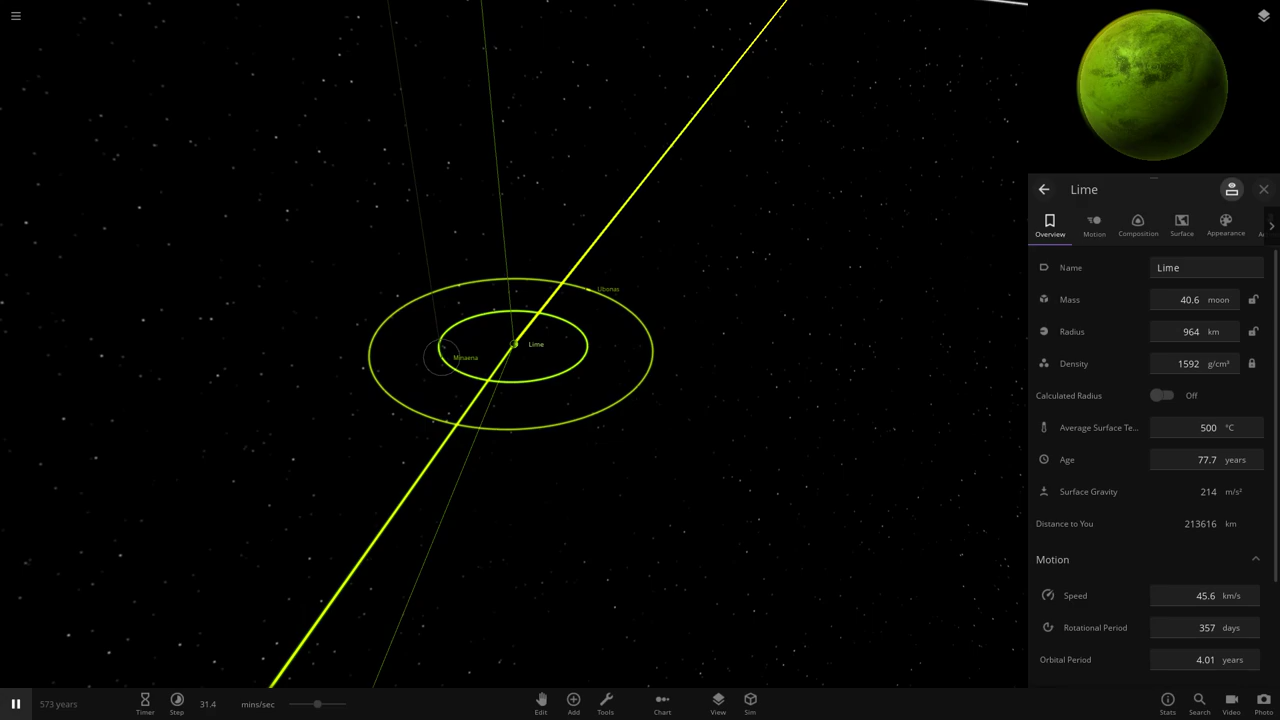 Ubonas
Lime
Minaena
Lime
Overview
Motion
Composition
Surface
Appearance
Name
Lime
Mass
40.6 moon
Radius
964 km
Density
1592 g/cm³
Calculated Radius
Off
Average Surface Te...
500 °C
Age
77.7 years
Surface Gravity
214 m/s²
Distance to You
213616 km
Motion
Speed
45.6 km/s
Rotational Period
357 days
Orbital Period
4.01 years
573 years
Timer
Step
31.4 mins/sec
Edit
Add
Tools
Chart
View
Sim
Stats
Search
Video
Photo